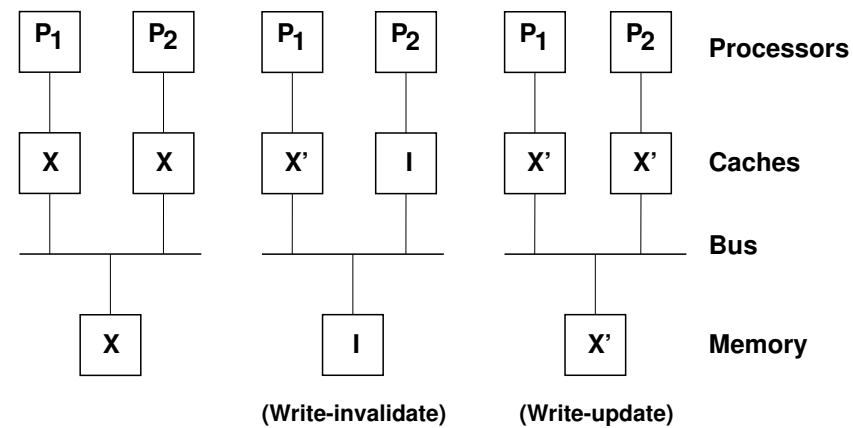 P1 P2 P1 P2 P1 P2 Processors
X X X' I X' X' Caches
Bus
X I X' Memory
(Write-invalidate) (Write-update)